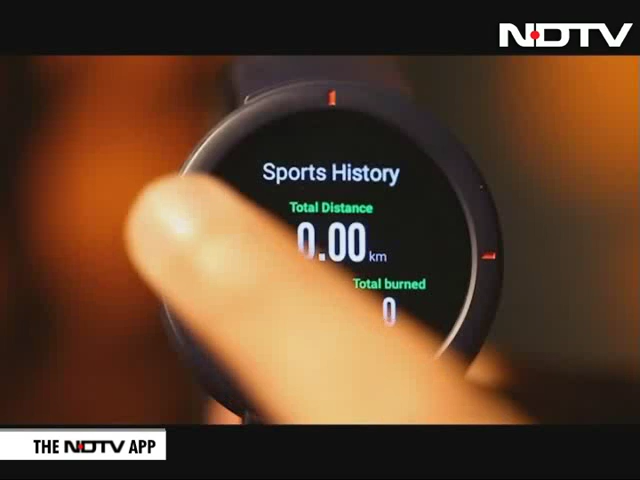 NDTV
Sports History
Total Distance
0.00 km
Total burned
0
THE NDTV APP